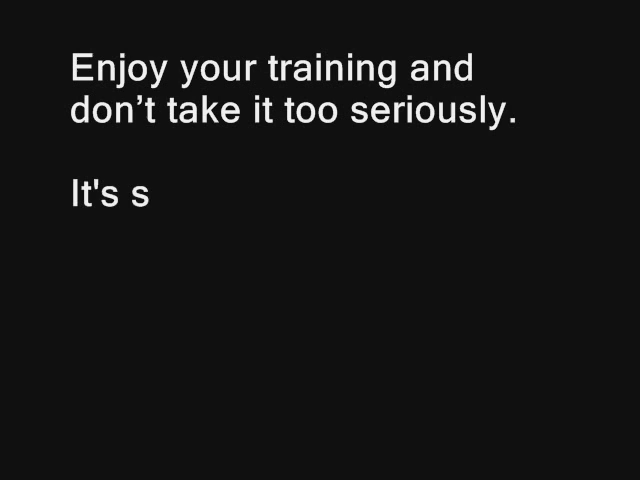 Enjoy your training and
don’t take it too seriously.
It's s